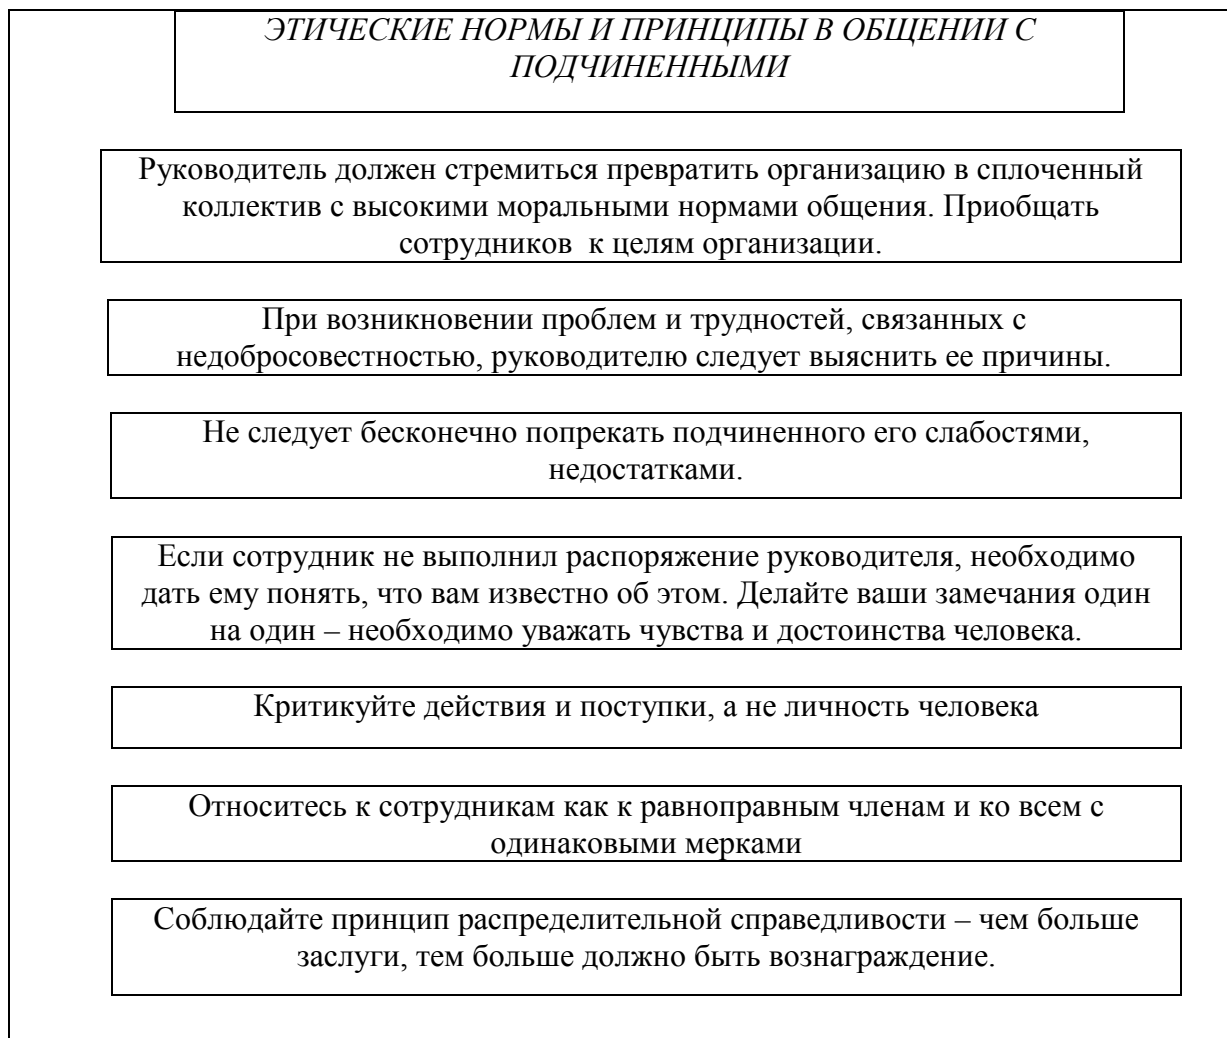 ЭТИЧЕСКИЕ НОРМЫ И ПРИНЦИПЫ В ОБЩЕНИИ С
ПОДЧИНЕННЫМИ
Руководитель должен стремиться превратить организацию в сплоченный
коллектив с высокими моральными нормами общения. Приобщать
сотрудников к целям организации.
При возникновении проблем и трудностей, связанных с
недобросовестностью, руководителю следует выяснить ее причины.
Не следует бесконечно попрекать подчиненного его слабостями,
недостатками.
Если сотрудник не выполнил распоряжение руководителя, необходимо
дать ему понять, что вам известно об этом. Делайте ваши замечания один
на один – необходимо уважать чувства и достоинства человека.
Критикуйте действия и поступки, а не личность человека
Относитесь к сотрудникам как к равноправным членам и ко всем с
одинаковыми мерками
Соблюдайте принцип распределительной справедливости – чем больше
заслуги, тем больше должно быть вознаграждение.